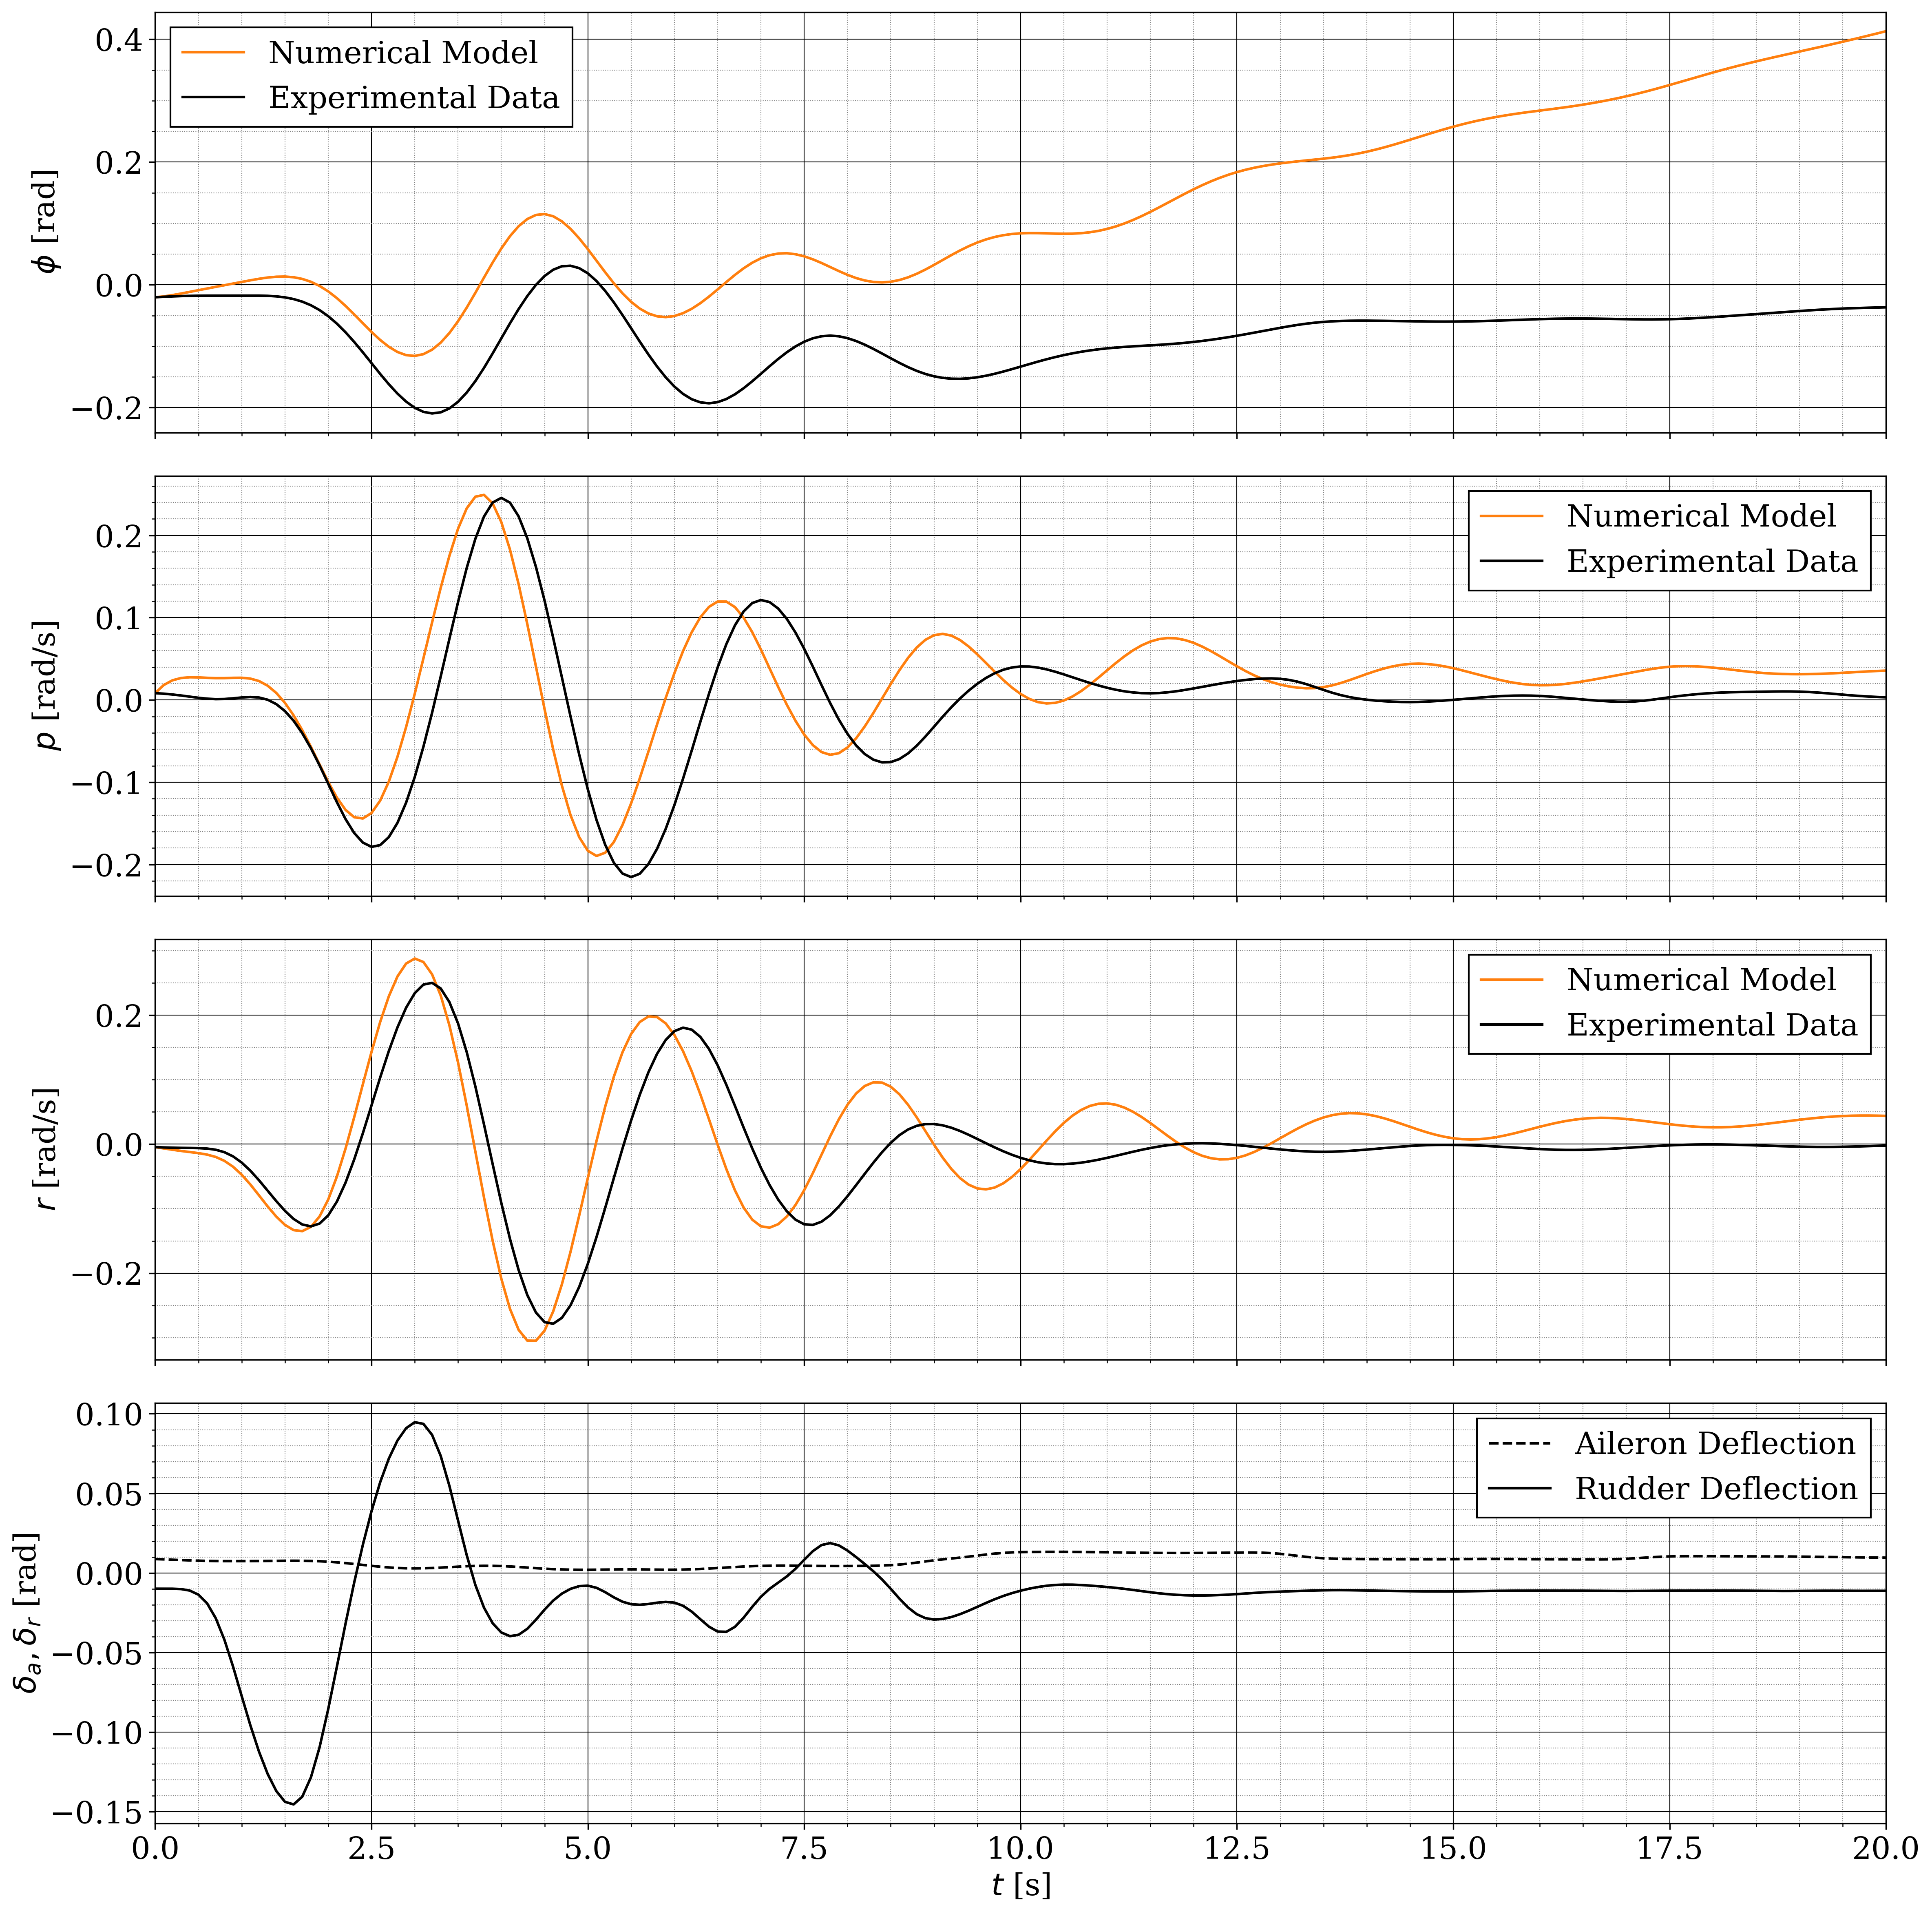 0.4
0.2
0.0
−0.2
ϕ [rad]
Numerical Model
Experimental Data
0.2
0.1
0.0
−0.1
−0.2
p [rad/s]
Numerical Model
Experimental Data
0.2
0.0
−0.2
r [rad/s]
Numerical Model
Experimental Data
0.10
0.05
0.00
−0.05
−0.10
−0.15
δa, δr [rad]
Aileron Deflection
Rudder Deflection
0.0 2.5 5.0 7.5 10.0 12.5 15.0 17.5 20.0
t [s]